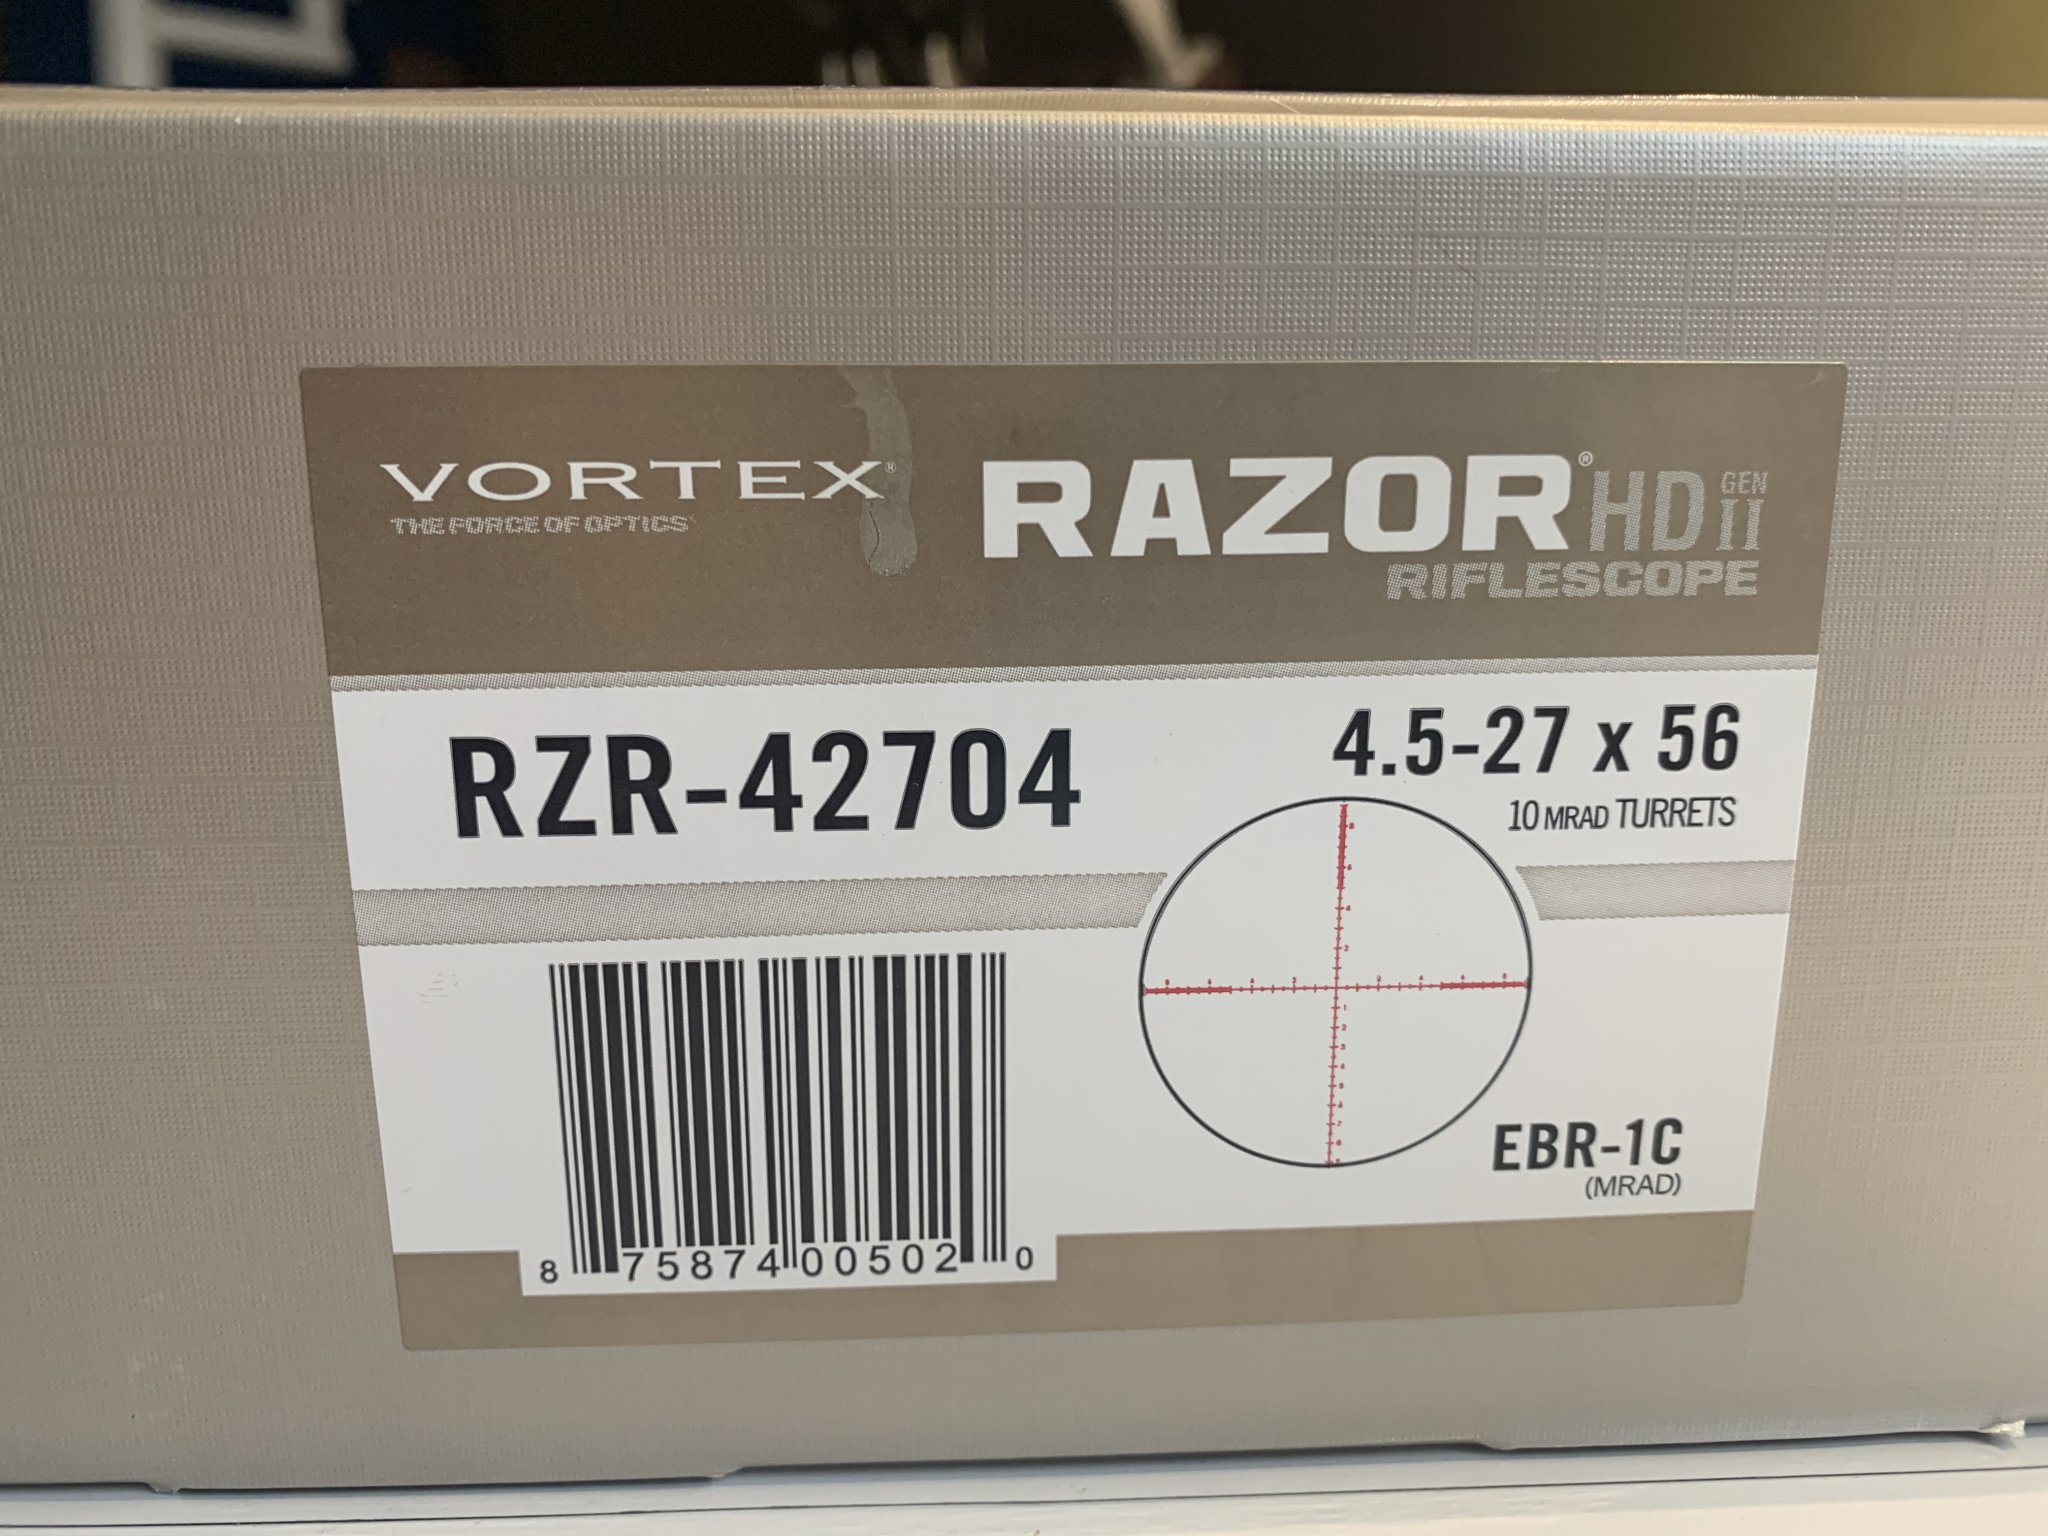 VORTEX®
THE FORCE OF OPTICS
RAZOR® HD GEN II
RIFLESCOPE
RZR-42704
4.5-27 x 56
10 MRAD TURRETS
EBR-1C
(MRAD)
8 75874 00502 0